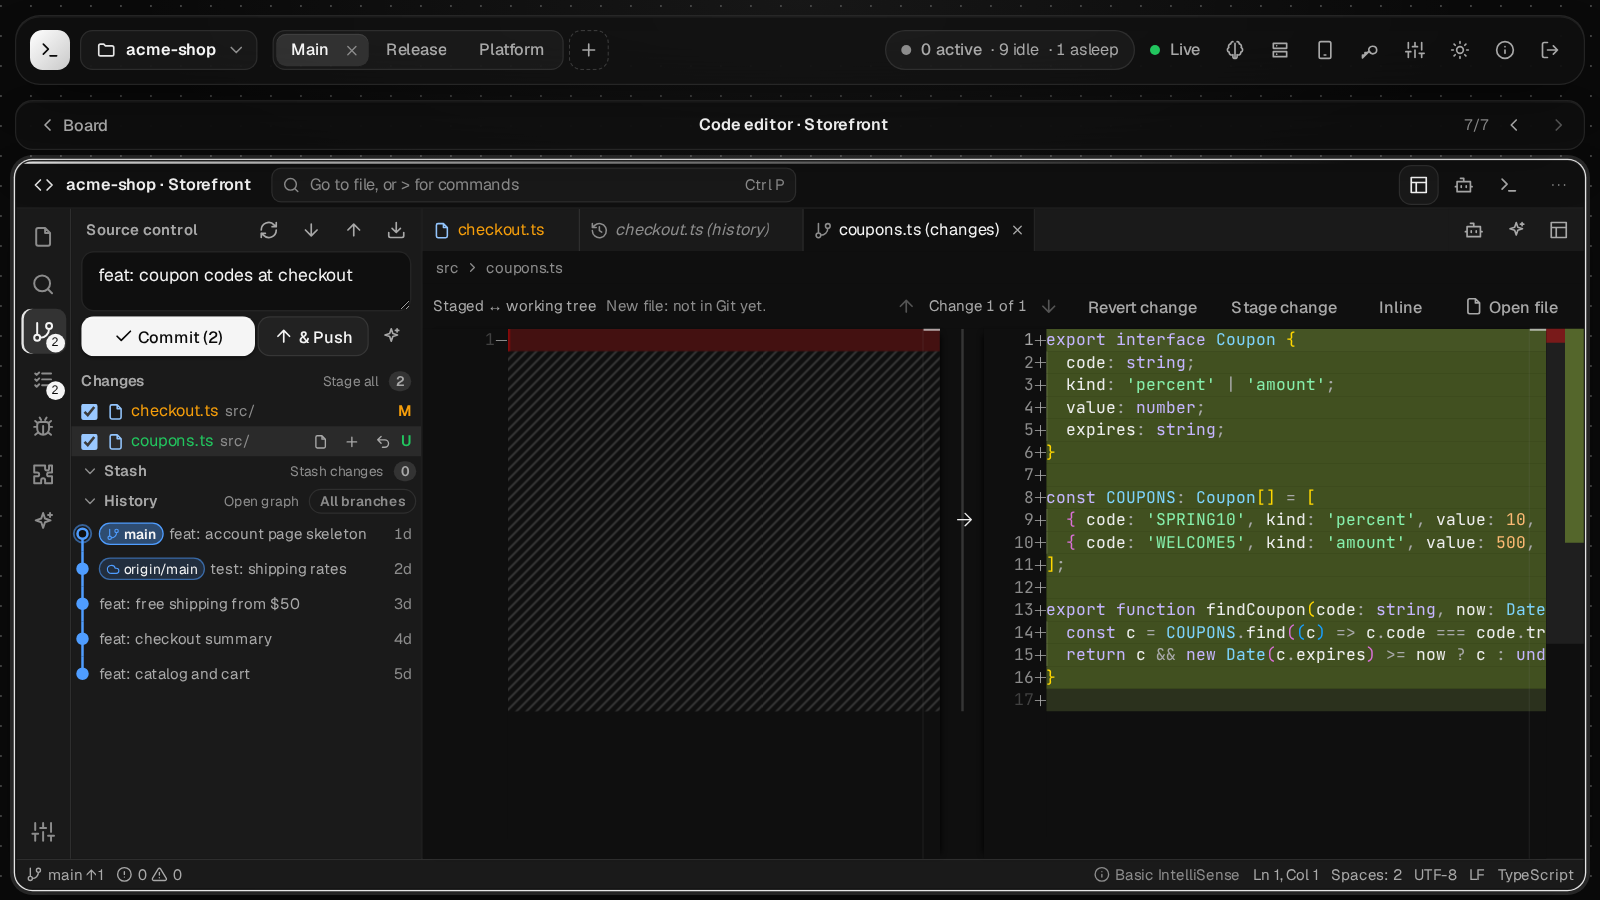 acme-shop
Main
Release
Platform
0 active · 9 idle · 1 asleep
Live
Board
Code editor · Storefront
7/7
acme-shop · Storefront
Go to file, or > for commands
Ctrl P
Source control
checkout.ts
checkout.ts (history)
coupons.ts (changes)
src > coupons.ts
feat: coupon codes at checkout
Commit (2)
& Push
2
2
Staged ↔ working tree New file: not in Git yet.
Change 1 of 1
Revert change
Stage change
Inline
Open file
Changes
Stage all
2
checkout.ts src/
M
coupons.ts src/
U
Stash
Stash changes
0
History
Open graph
All branches
main feat: account page skeleton 1d
origin/main test: shipping rates 2d
feat: free shipping from $50 3d
feat: checkout summary 4d
feat: catalog and cart 5d
1—
1+export interface Coupon {
2+  code: string;
3+  kind: 'percent' | 'amount';
4+  value: number;
5+  expires: string;
6+}
7+
8+const COUPONS: Coupon[] = [
9+  { code: 'SPRING10', kind: 'percent', value: 10,
10+  { code: 'WELCOME5', kind: 'amount', value: 500,
11+];
12+
13+export function findCoupon(code: string, now: Date
14+  const c = COUPONS.find((c) => c.code === code.tr
15+  return c && new Date(c.expires) >= now ? c : und
16+}
17+
main ↑1
0
0
Basic IntelliSense
Ln 1, Col 1
Spaces: 2
UTF-8
LF
TypeScript